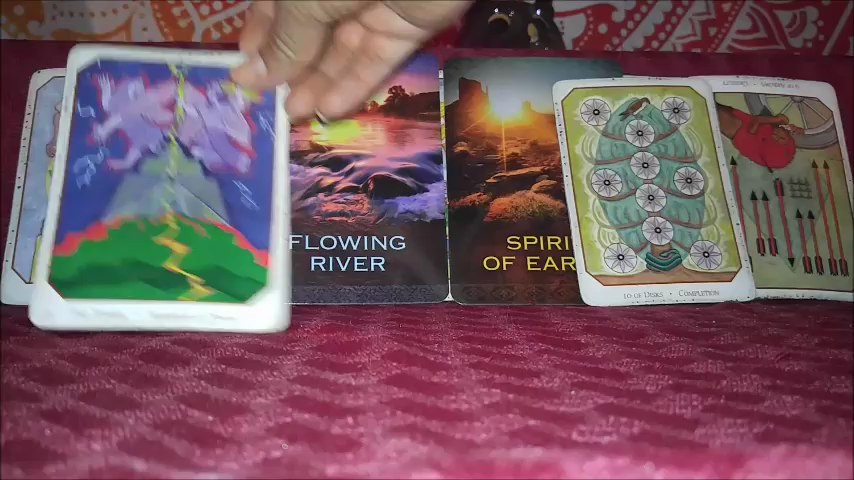 FLOWING
RIVER
SPIRI
OF EAR
10 OF DISKS • COMPLETION